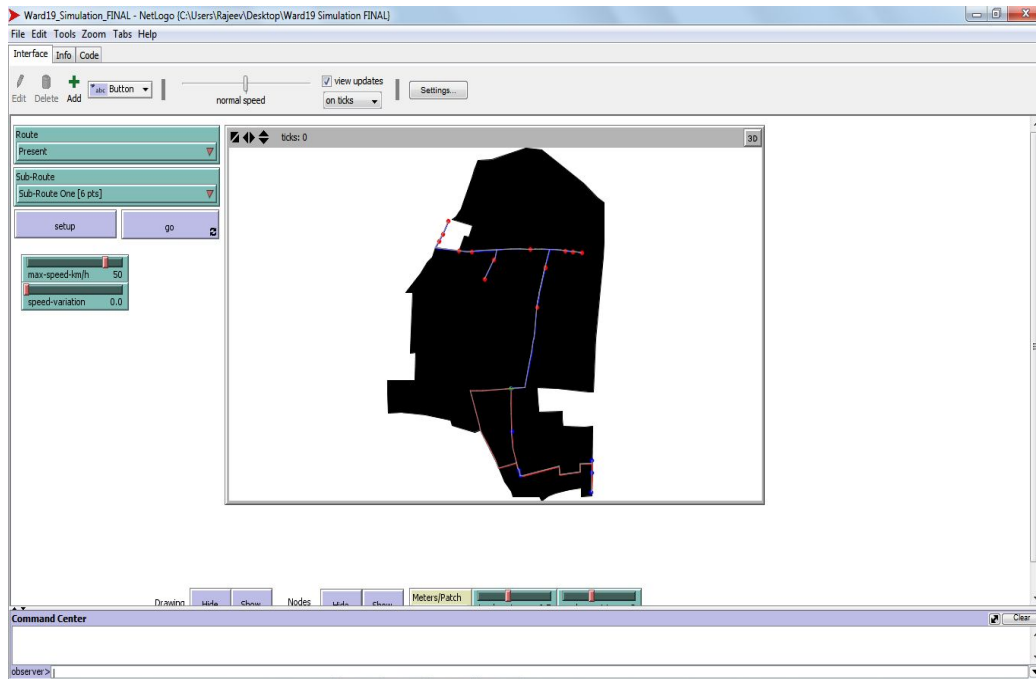 Ward19_Simulation_FINAL - NetLogo {C:\Users\Rajeev\Desktop\Ward19 Simulation FINAL}
File Edit Tools Zoom Tabs Help
Interface Info Code
Edit Delete Add abc Button normal speed view updates on ticks Settings...
Route
Present
ticks: 0 3D
Sub-Route
Sub-Route One [6 pts]
setup go
max-speed-km/h 50
speed-variation 0.0
Drawing Hide Show Nodes Hide Show Meters/Patch
Command Center Clear
observer>